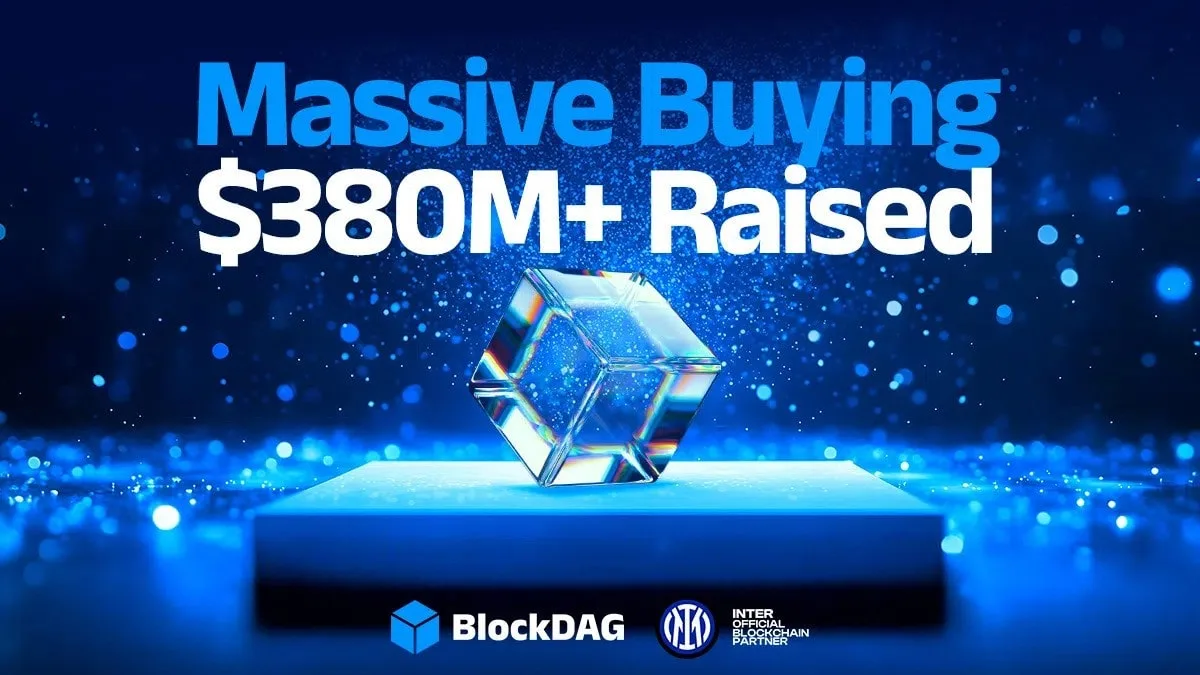 Massive Buying
$380M+ Raised
BlockDAG
INTER
OFFICIAL
BLOCKCHAIN
PARTNER